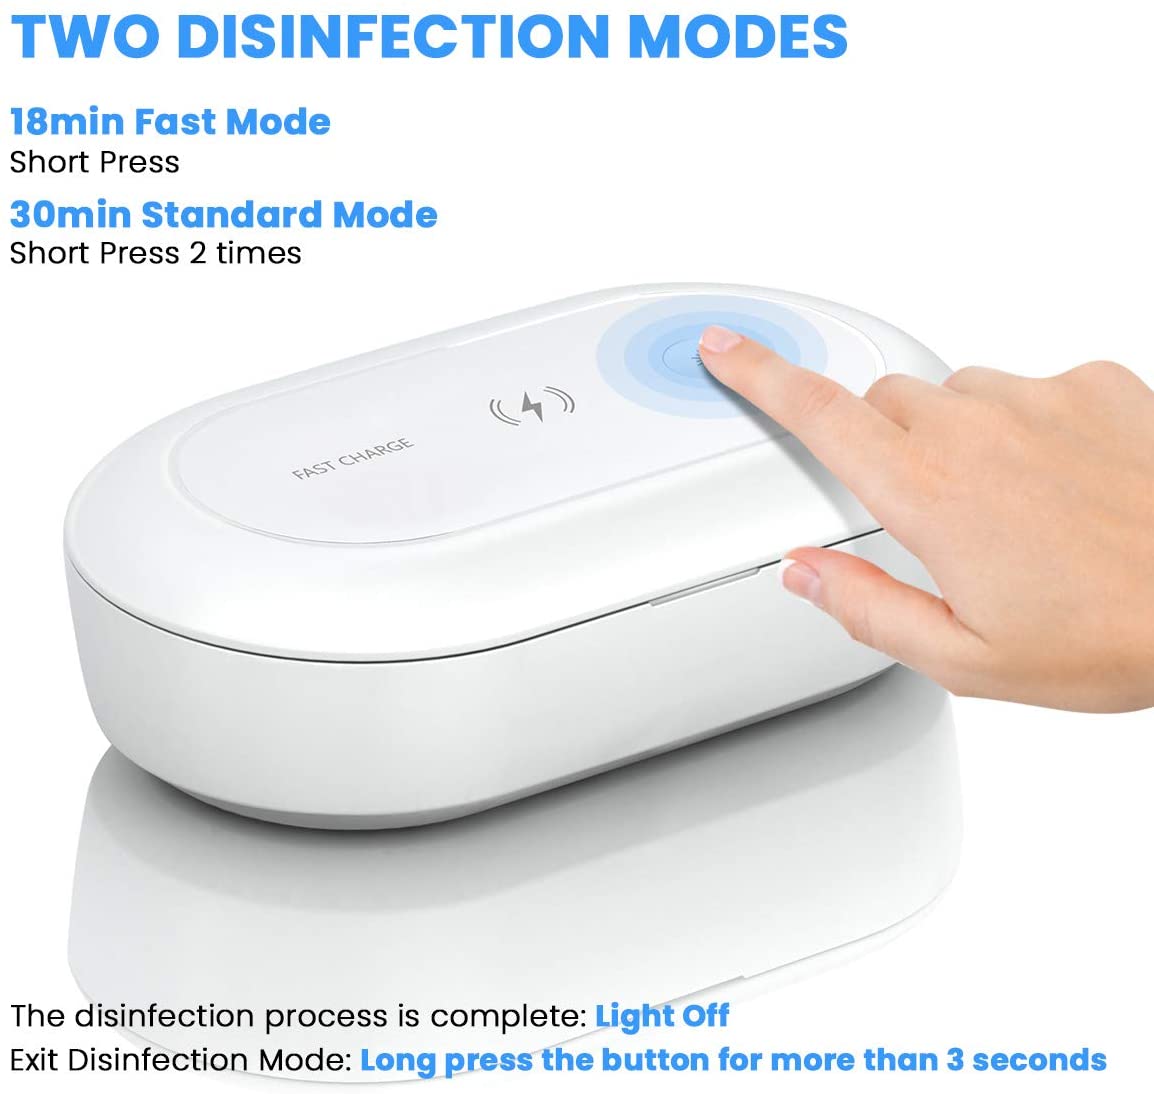 TWO DISINFECTION MODES
18min Fast Mode
Short Press
30min Standard Mode
Short Press 2 times
FAST CHARGE
The disinfection process is complete: Light Off
Exit Disinfection Mode: Long press the button for more than 3 seconds